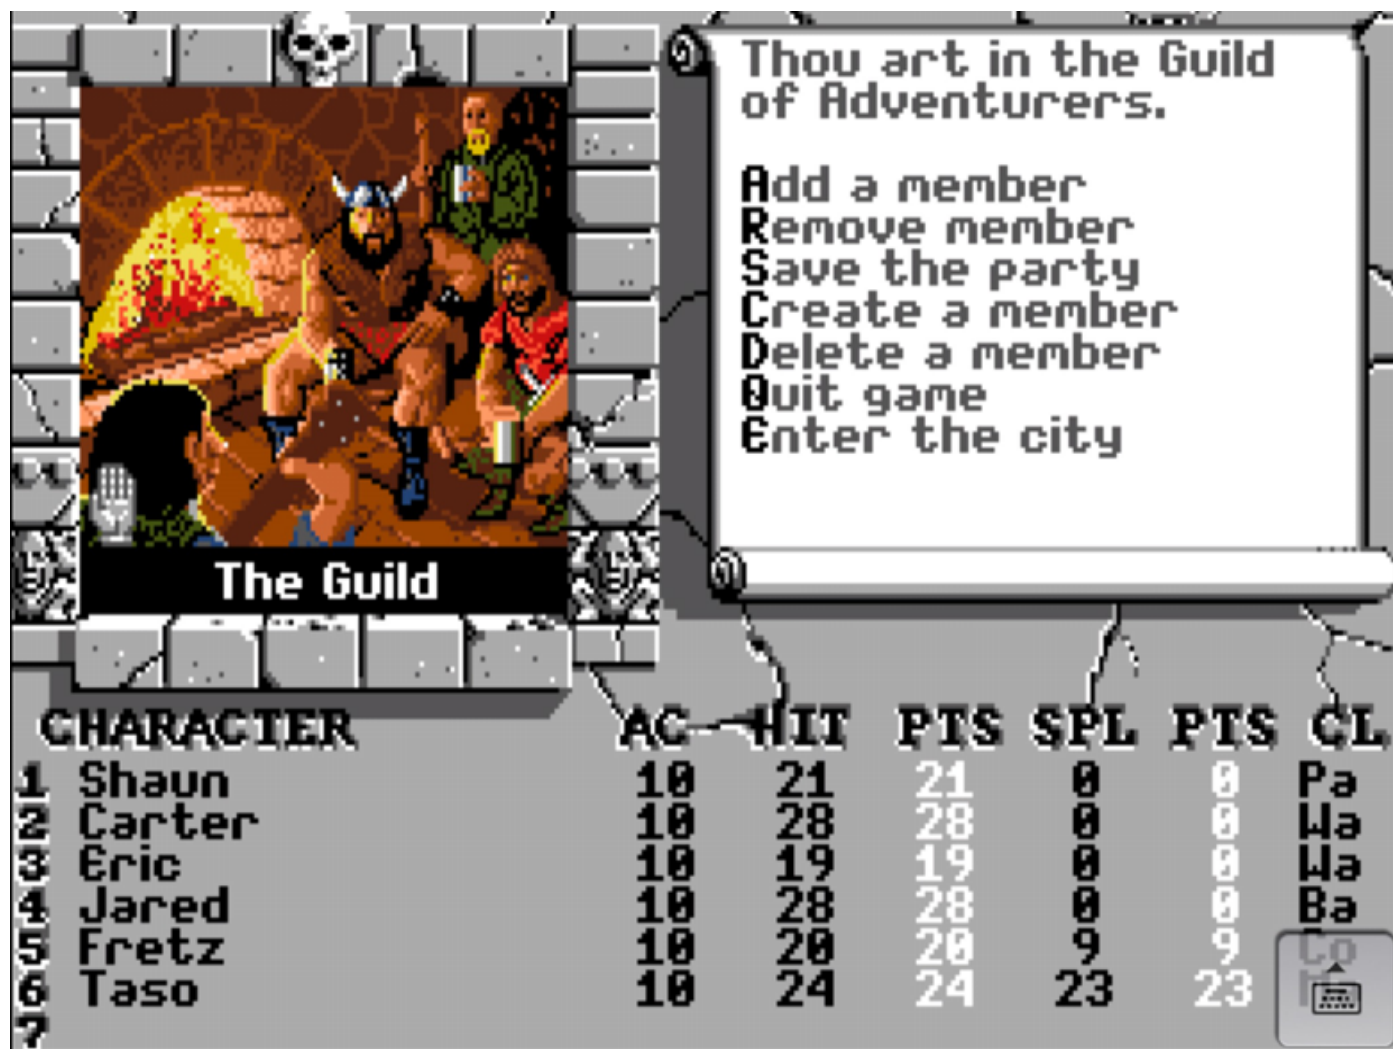 Thou art in the Guild
of Adventurers.
Add a member
Remove member
Save the party
Create a member
Delete a member
Quit game
Enter the city
The Guild
CHARACTER AC HIT PTS SPL PTS CL
1 Shaun 10 21 21 0 0 Pa
2 Carter 10 28 28 0 0 Wa
3 Eric 10 19 19 0 0 Wa
4 Jared 10 28 28 0 0 Ba
5 Fretz 10 20 20 9 9 Co
6 Taso 10 24 24 23 23
7